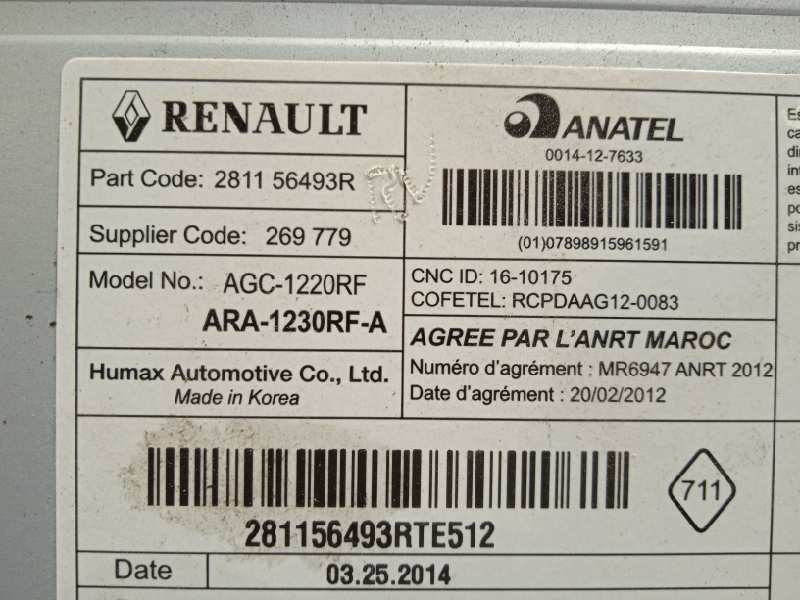 RENAULT
Part Code: 2811 56493R
Supplier Code: 269 779
Model No.: AGC-1220RF
ARA-1230RF-A
Humax Automotive Co., Ltd.
Made in Korea
ANATEL
0014-12-7633
(01)07898915961591
CNC ID: 16-10175
COFETEL: RCPDAAG12-0083
AGREE PAR L'ANRT MAROC
Numéro d'agrément: MR6947 ANRT 2012
Date d'agrément: 20/02/2012
281156493RTE512
711
Date
03.25.2014